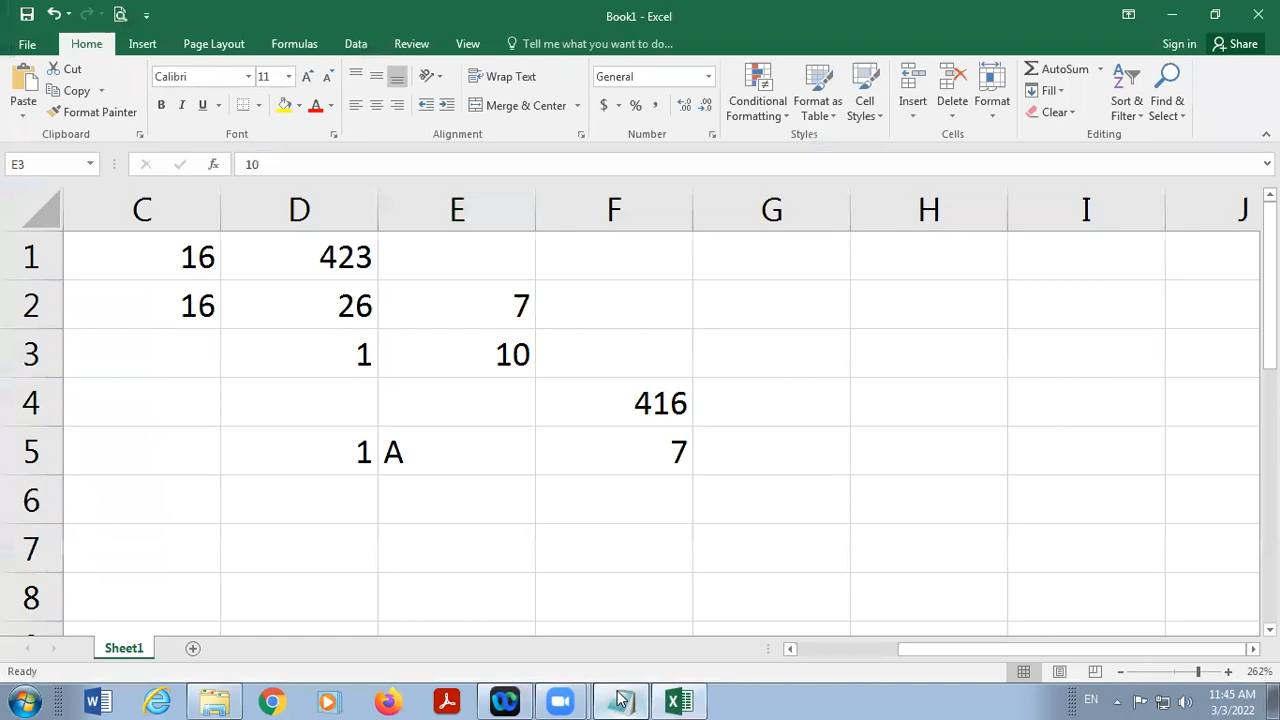 Book1 - Excel
File Home Insert Page Layout Formulas Data Review View Tell me what you want to do... Sign in Share
Paste Cut Copy Format Painter
Calibri 11
B I U A
Wrap Text
Merge & Center
General
$ % ,
Conditional Formatting
Format as Table
Cell Styles
Insert Delete Format
AutoSum
Fill
Clear
Sort & Filter
Find & Select
Clipboard Font Alignment Number Styles Cells Editing
E3 fx 10
C D E F G H I J
1 16 423
2 16 26 7
3 1 10
4 416
5 1 A 7
6
7
8
Sheet1
Ready 262%
EN 11:45 AM
3/3/2022